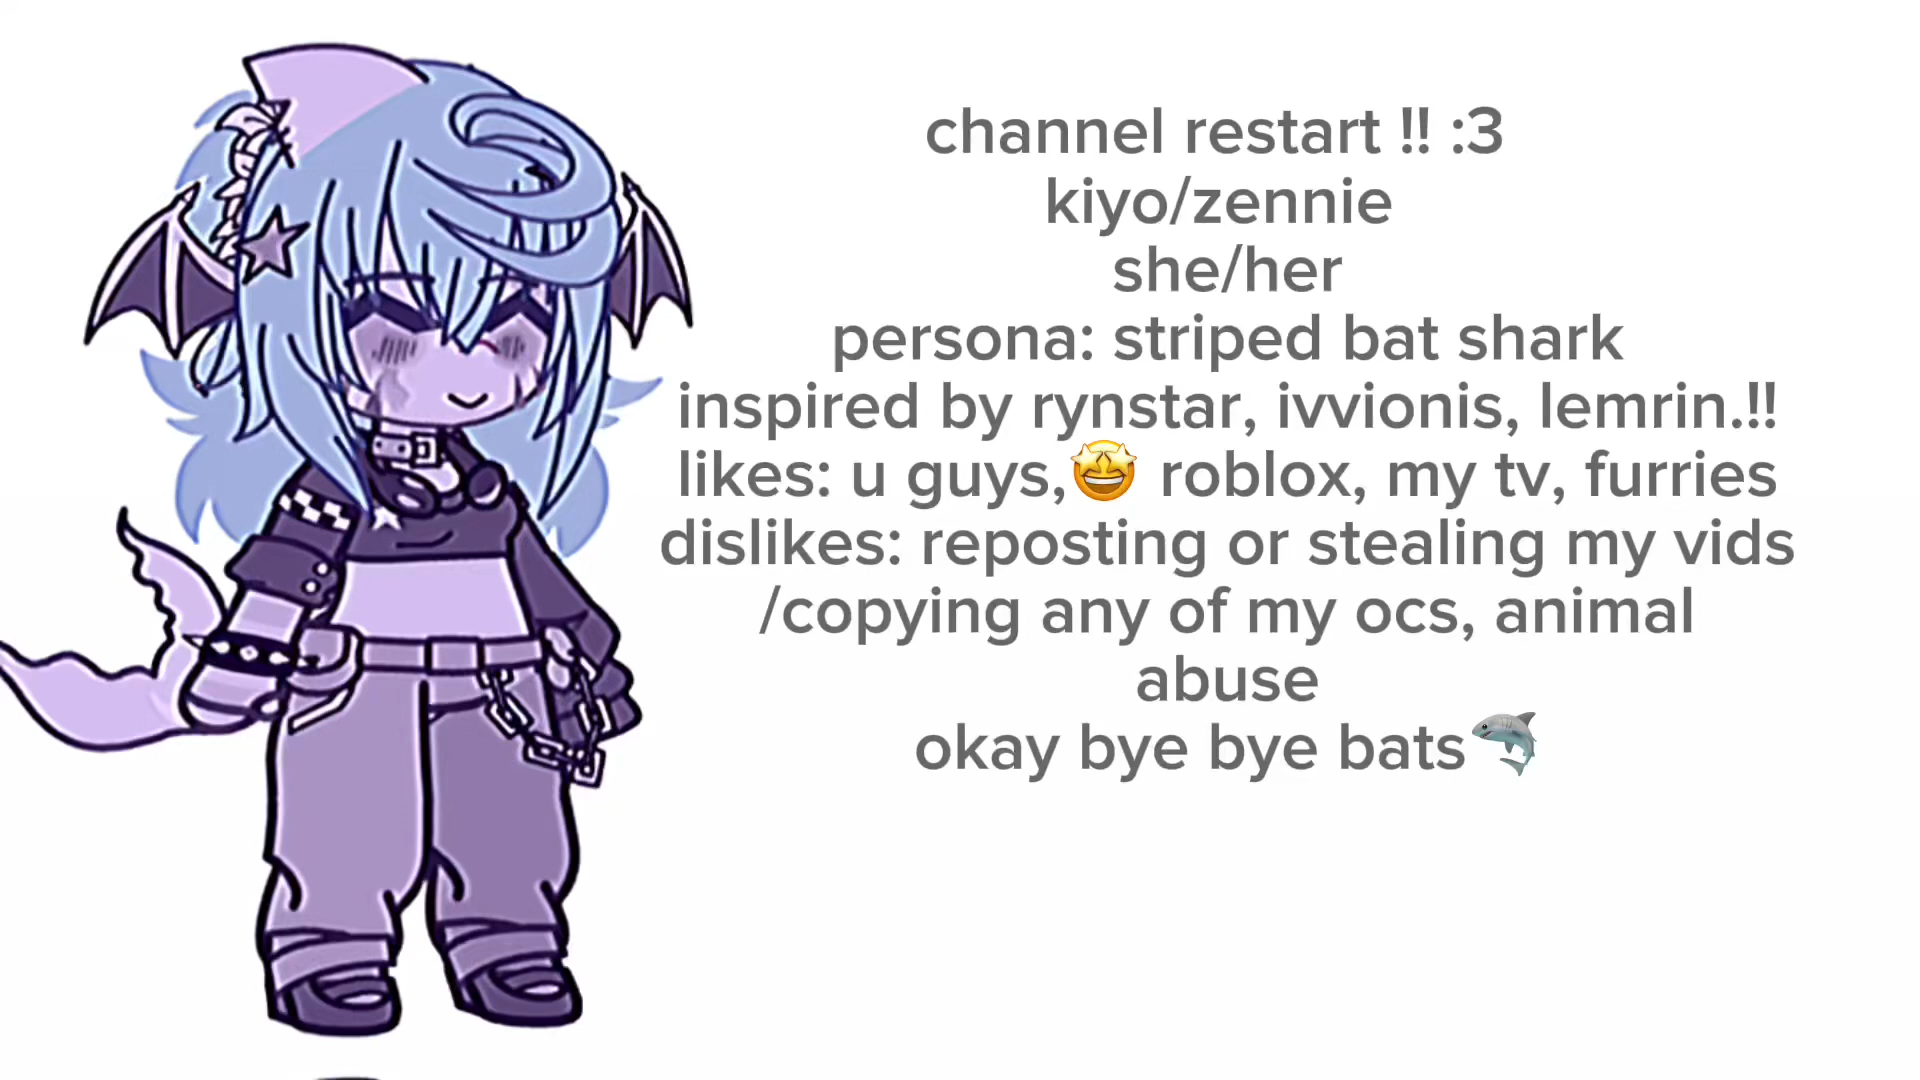 channel restart !! :3
kiyo/zennie
she/her
persona: striped bat shark
inspired by rynstar, ivvionis, lemrin.!!
likes: u guys,🤩 roblox, my tv, furries
dislikes: reposting or stealing my vids
/copying any of my ocs, animal
abuse
okay bye bye bats🦈